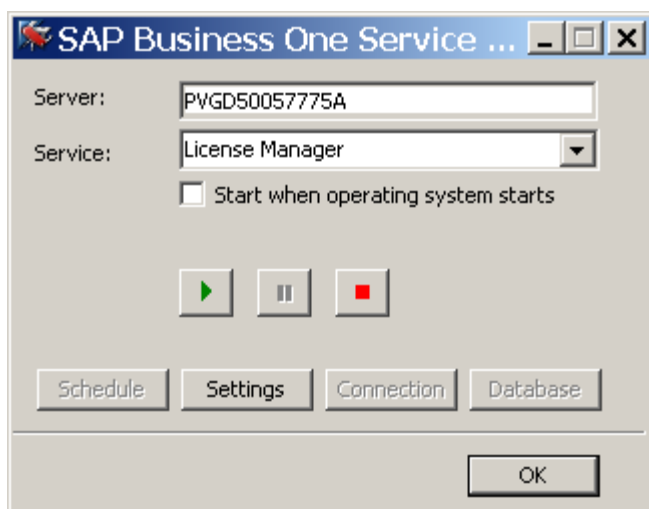 SAP Business One Service ...
Server: PVGD50057775A
Service: License Manager
Start when operating system starts
Schedule Settings Connection Database
OK